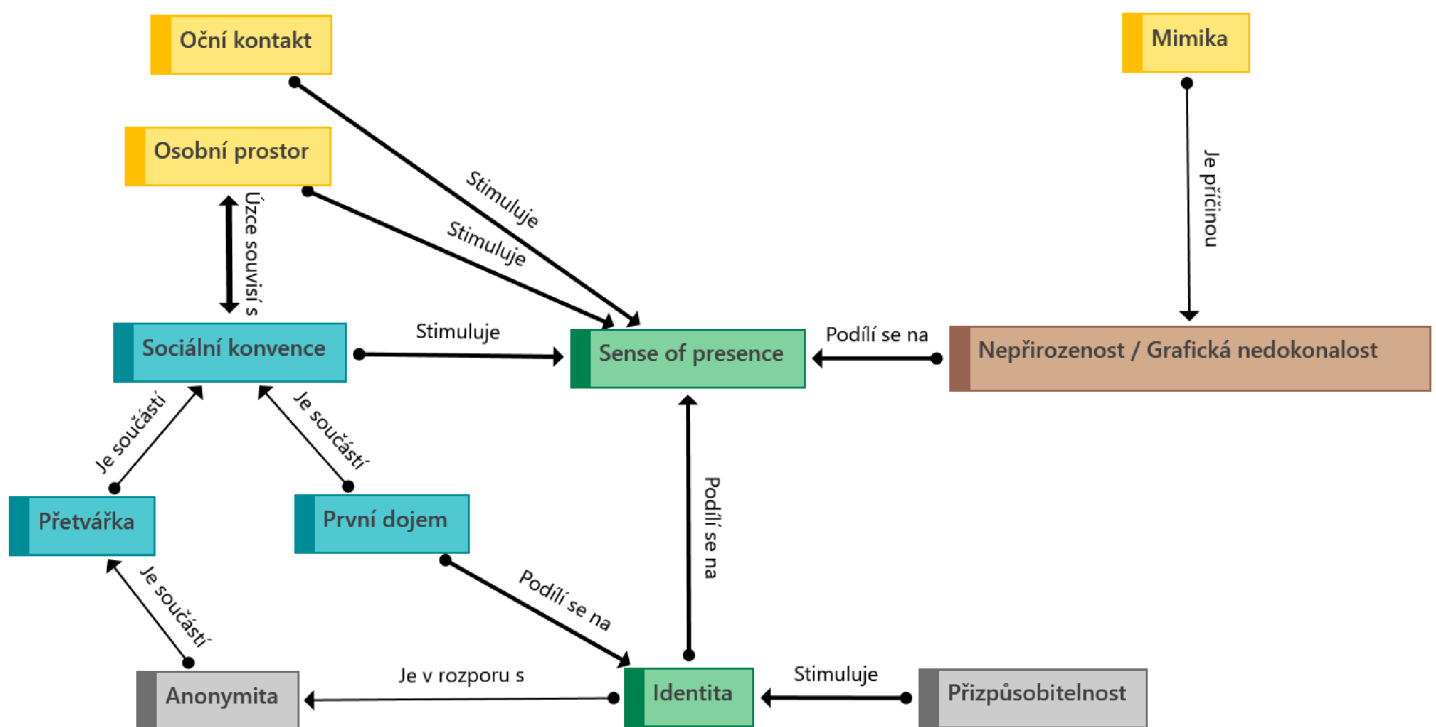 Oční kontakt
Mimika
Osobní prostor
Stimuluje
Stimuluje
Úzce souvisí s
Je příčinou
Sociální konvence
Stimuluje
Sense of presence
Podílí se na
Nepřirozenost / Grafická nedokonalost
Je součástí
Je součástí
Přetvářka
První dojem
Podílí se na
Je součástí
Podílí se na
Anonymita
Je v rozporu s
Identita
Stimuluje
Přizpůsobitelnost